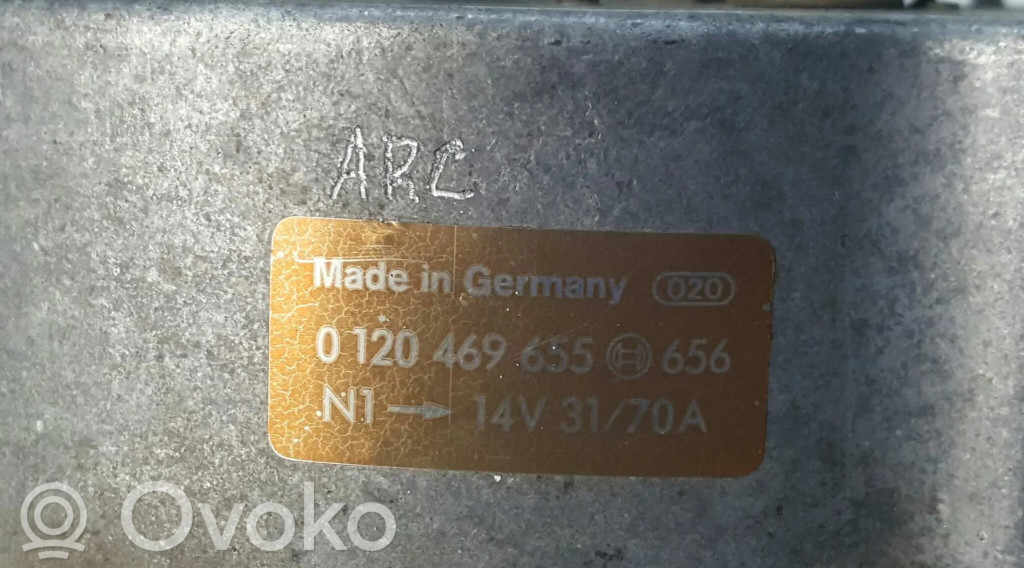 ARC
Made in Germany 020
0 120 469 655 656
N1 → 14V 31/70A
Ovoko